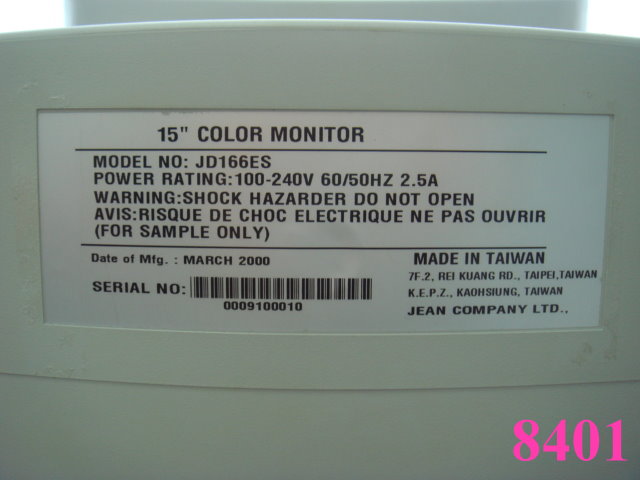 15" COLOR MONITOR
MODEL NO: JD166ES
POWER RATING:100-240V 60/50HZ 2.5A
WARNING:SHOCK HAZARDER DO NOT OPEN
AVIS:RISQUE DE CHOC ELECTRIQUE NE PAS OUVRIR
(FOR SAMPLE ONLY)
Date of Mfg. : MARCH 2000
MADE IN TAIWAN
7F.2, REI KUANG RD., TAIPEI,TAIWAN
K.E.P.Z., KAOHSIUNG, TAIWAN
JEAN COMPANY LTD.,
SERIAL NO:
0009100010
8401